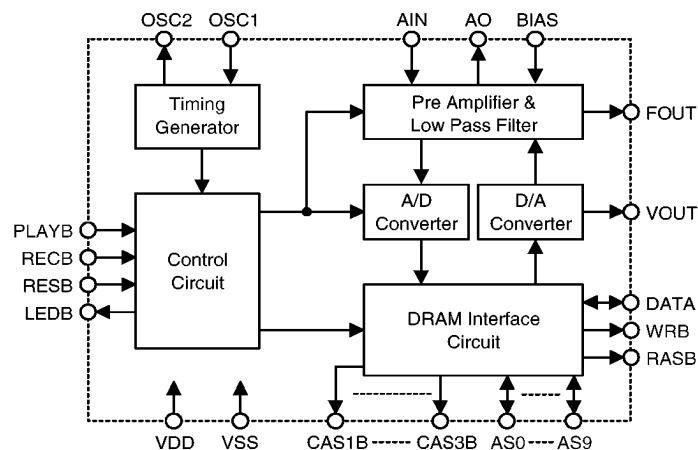 OSC2 OSC1 AIN AO BIAS
Timing
Generator
Pre Amplifier &
Low Pass Filter
FOUT
A/D
Converter
D/A
Converter
VOUT
PLAYB
RECB
RESB
LEDB
Control
Circuit
DRAM Interface
Circuit
DATA
WRB
RASB
VDD VSS CAS1B CAS3B AS0 AS9